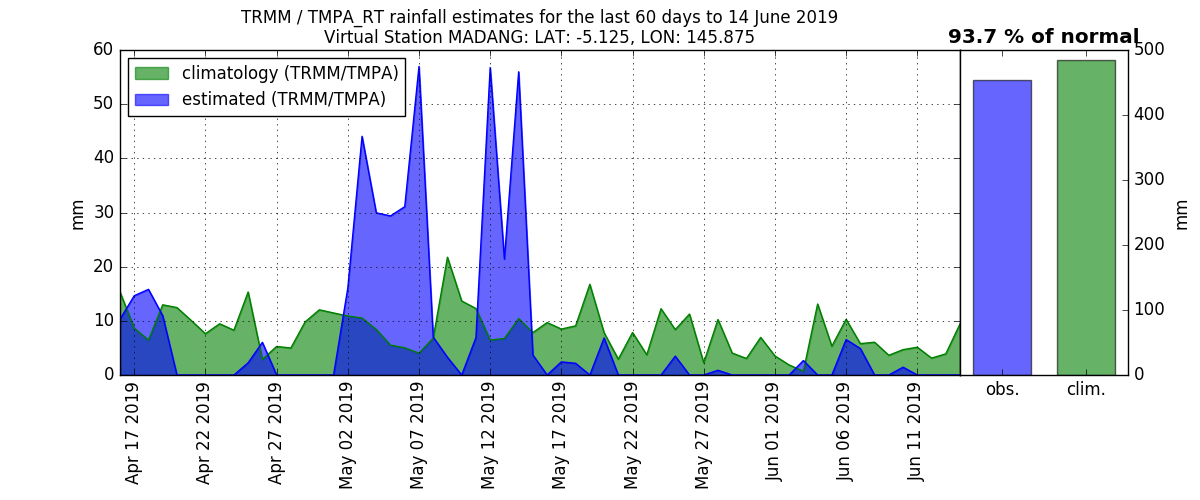 TRMM / TMPA_RT rainfall estimates for the last 60 days to 14 June 2019
Virtual Station MADANG: LAT: -5.125, LON: 145.875
93.7 % of normal
climatology (TRMM/TMPA)
estimated (TRMM/TMPA)
mm
60
50
40
30
20
10
0
Apr 17 2019
Apr 22 2019
Apr 27 2019
May 02 2019
May 07 2019
May 12 2019
May 17 2019
May 22 2019
May 27 2019
Jun 01 2019
Jun 06 2019
Jun 11 2019
obs.
clim.
500
400
300
200
100
0
mm